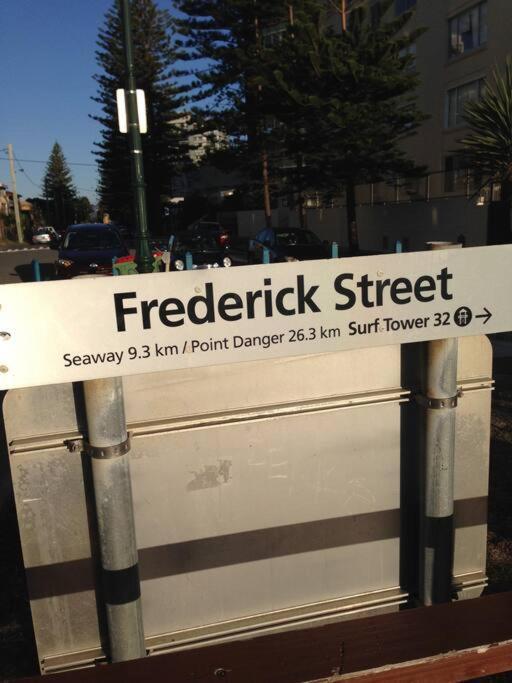 Frederick Street
Seaway 9.3 km / Point Danger 26.3 km Surf Tower 32 →